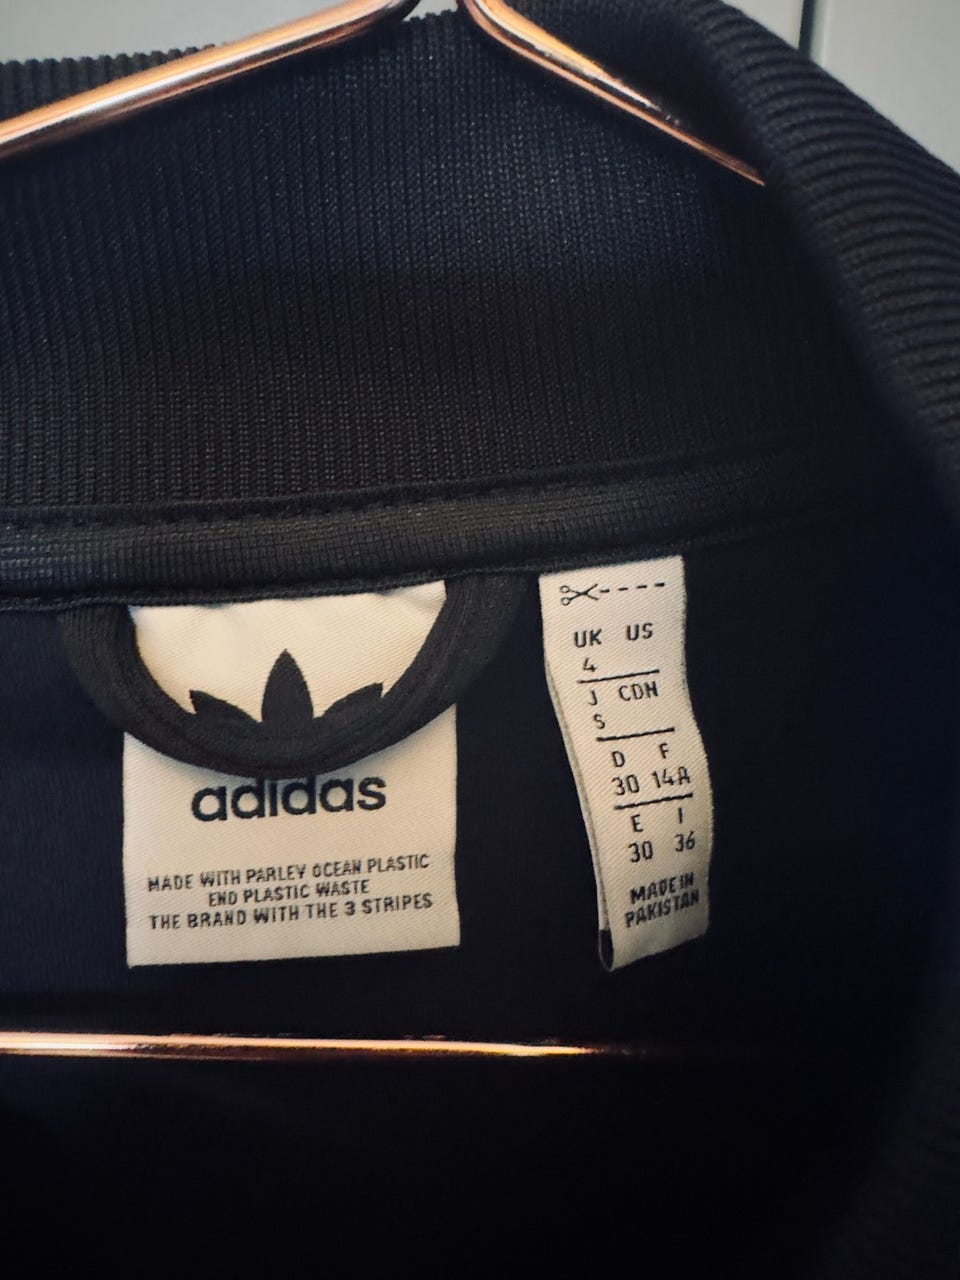 adidas
MADE WITH PARLEY OCEAN PLASTIC
END PLASTIC WASTE
THE BRAND WITH THE 3 STRIPES
UK US
4
J CDN
S
D F
30 14A
E I
30 36
MADE IN
PAKISTAN